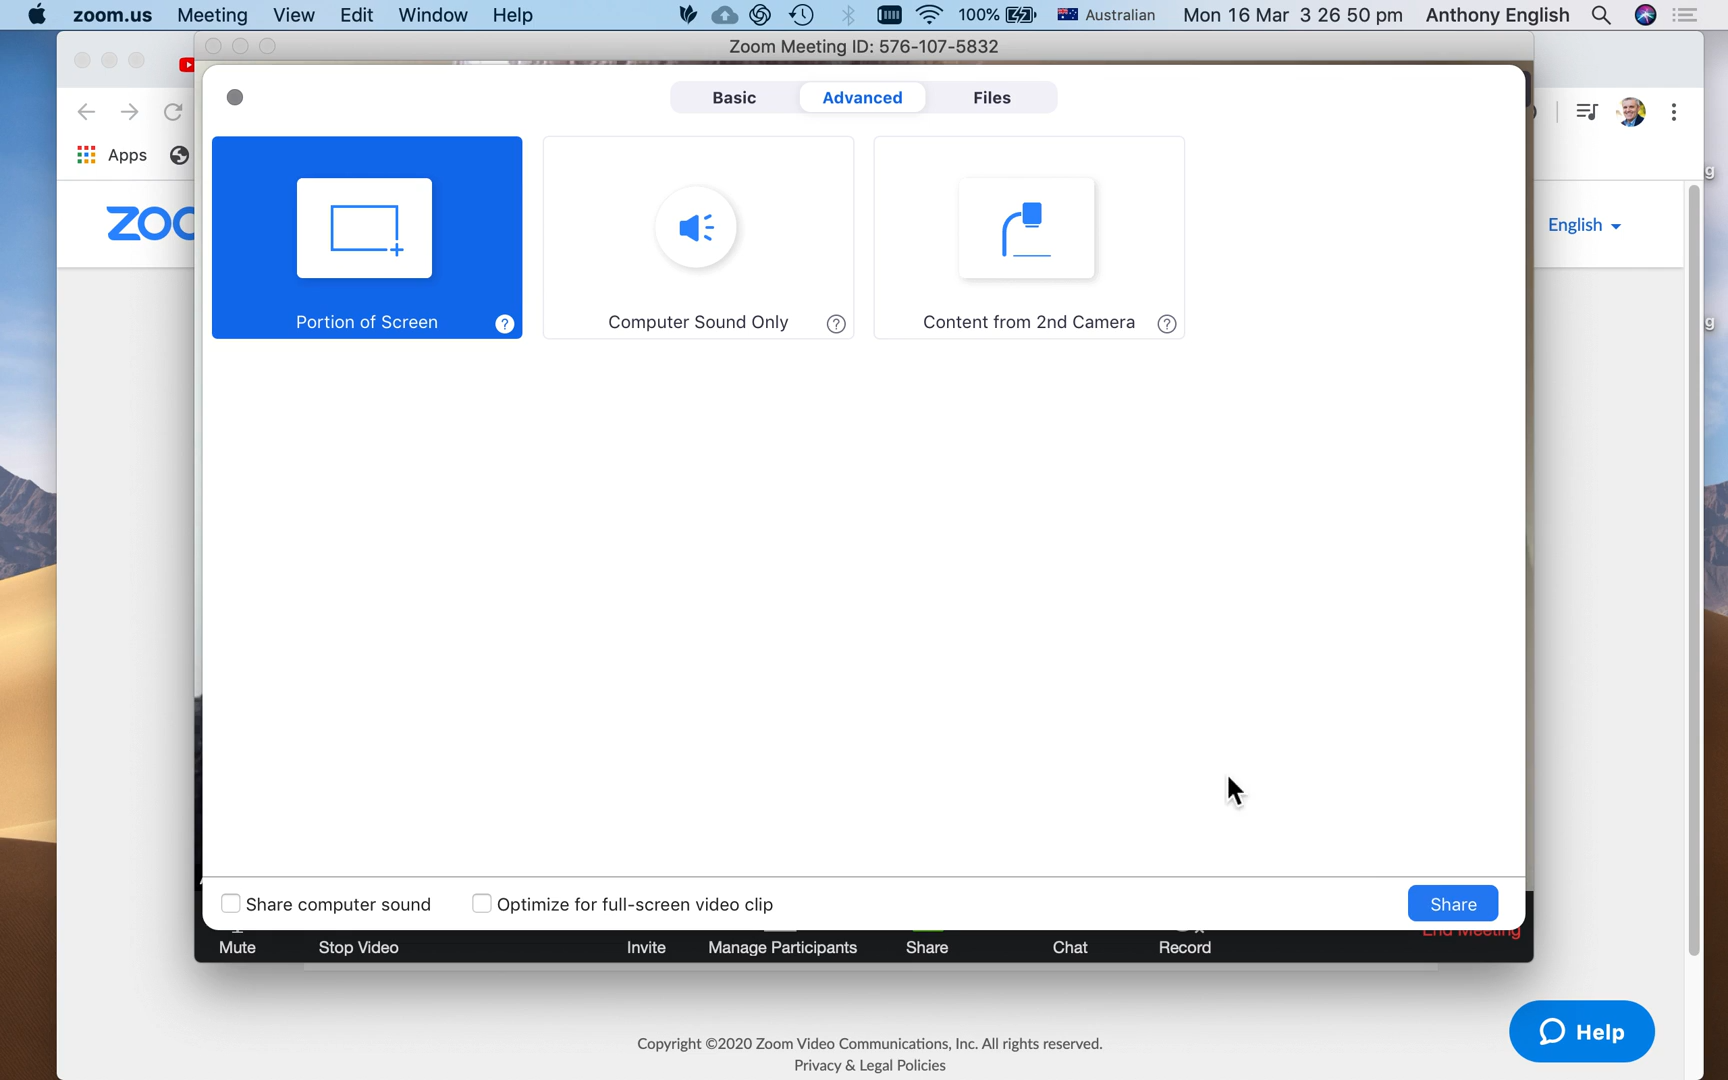 zoom.us Meeting View Edit Window Help 100% Australian Mon 16 Mar 3 26 50 pm Anthony English
Zoom Meeting ID: 576-107-5832
Basic Advanced Files
Apps
ZOO
English
Portion of Screen ?
Computer Sound Only ?
Content from 2nd Camera ?
g
g
Share computer sound Optimize for full-screen video clip Share
Mute Stop Video Invite Manage Participants Share Chat Record End Meeting
Help
Copyright ©2020 Zoom Video Communications, Inc. All rights reserved.
Privacy & Legal Policies